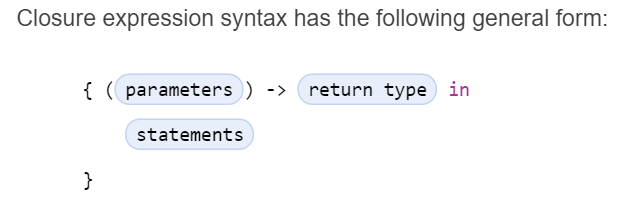 Closure expression syntax has the following general form:
{ (parameters) -> return type in
statements
}